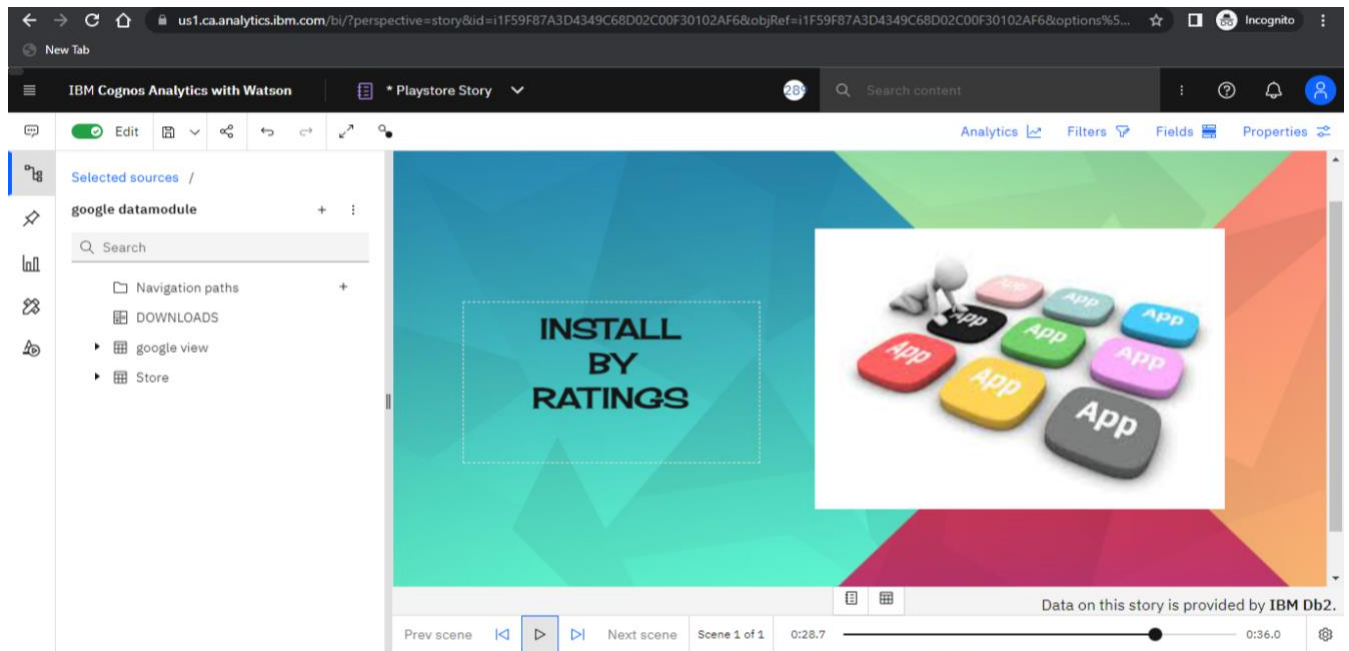 us1.ca.analytics.ibm.com/bi/?perspective=story&id=i1F59F87A3D4349C68D02C00F30102AF6&objRef=i1F59F87A3D4349C68D02C00F30102AF6&options%5... Incognito
New Tab
IBM Cognos Analytics with Watson * Playstore Story Search content
Edit Analytics Filters Fields Properties
Selected sources /
google datamodule
Search
Navigation paths
DOWNLOADS
google view
Store
INSTALL
BY
RATINGS
App
App
App
App
App
App
App
App
App
Data on this story is provided by IBM Db2.
Prev scene Next scene Scene 1 of 1 0:28.7 0:36.0